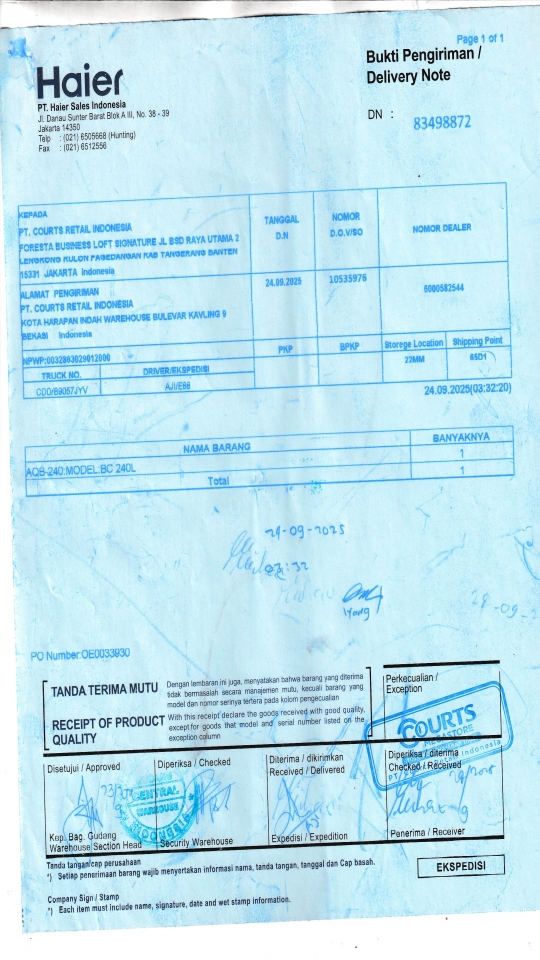 Page 1 of 1
Haier
Bukti Pengiriman /
Delivery Note
PT. Haier Sales Indonesia
Jl. Danau Sunter Barat Blok A III, No. 38 - 39
Jakarta 14350
Telp : (021) 6505668 (Hunting)
Fax : (021) 6512556
DN : 83498872
KEPADA
PT. COURTS RETAIL INDONESIA
FORESTA BUSINESS LOFT SIGNATURE JL BSD RAYA UTAMA 2
LENGKONG KULON PAGEDANGAN KAB TANGERANG BANTEN
15331 JAKARTA Indonesia
TANGGAL
D.N
NOMOR
D.O.V/SO
NOMOR DEALER
ALAMAT PENGIRIMAN
PT. COURTS RETAIL INDONESIA
KOTA HARAPAN INDAH WAREHOUSE BULEVAR KAVLING 9
BEKASI Indonesia
24.09.2025
10535976
6000582544
NPWP:0032863029012000
PKP
BPKP
Storege Location
Shipping Point
22MM
65D1
TRUCK NO.
DRIVER/EKSPEDISI
CDD/B9057JYV
AJI/E88
24.09.2025(03:32:20)
NAMA BARANG
BANYAKNYA
AQB-240:MODEL:BC 240L
1
Total
1
29-09-2025
:32
PO Number:OE0033930
TANDA TERIMA MUTU
Dengan lembaran ini juga, menyatakan bahwa barang yang diterima
tidak bermasalah secara manajemen mutu, kecuali barang yang
model dan nomor serinya tertera pada kolom pengecualian
RECEIPT OF PRODUCT
QUALITY
With this receipt declare the goods received with good quality,
except for goods that model and serial number listed on the
exception column
Perkecualian /
Exception
COURTS
MEGASTORE
Indonesia
Disetujui / Approved
Diperiksa / Checked
Diterima / dikirimkan
Received / Delivered
Diperiksa / diterima
Checked / Received
CENTRAL
WAREHOUSE
INDONESIA
Kep. Bag. Gudang
Warehouse Section Head
Security Warehouse
Expedisi / Expedition
Penerima / Receiver
Tanda tangan/cap perusahaan
*) Setiap penerimaan barang wajib menyertakan informasi nama, tanda tangan, tanggal dan Cap basah.
EKSPEDISI
Company Sign / Stamp
*) Each item must include name, signature, date and wet stamp information.